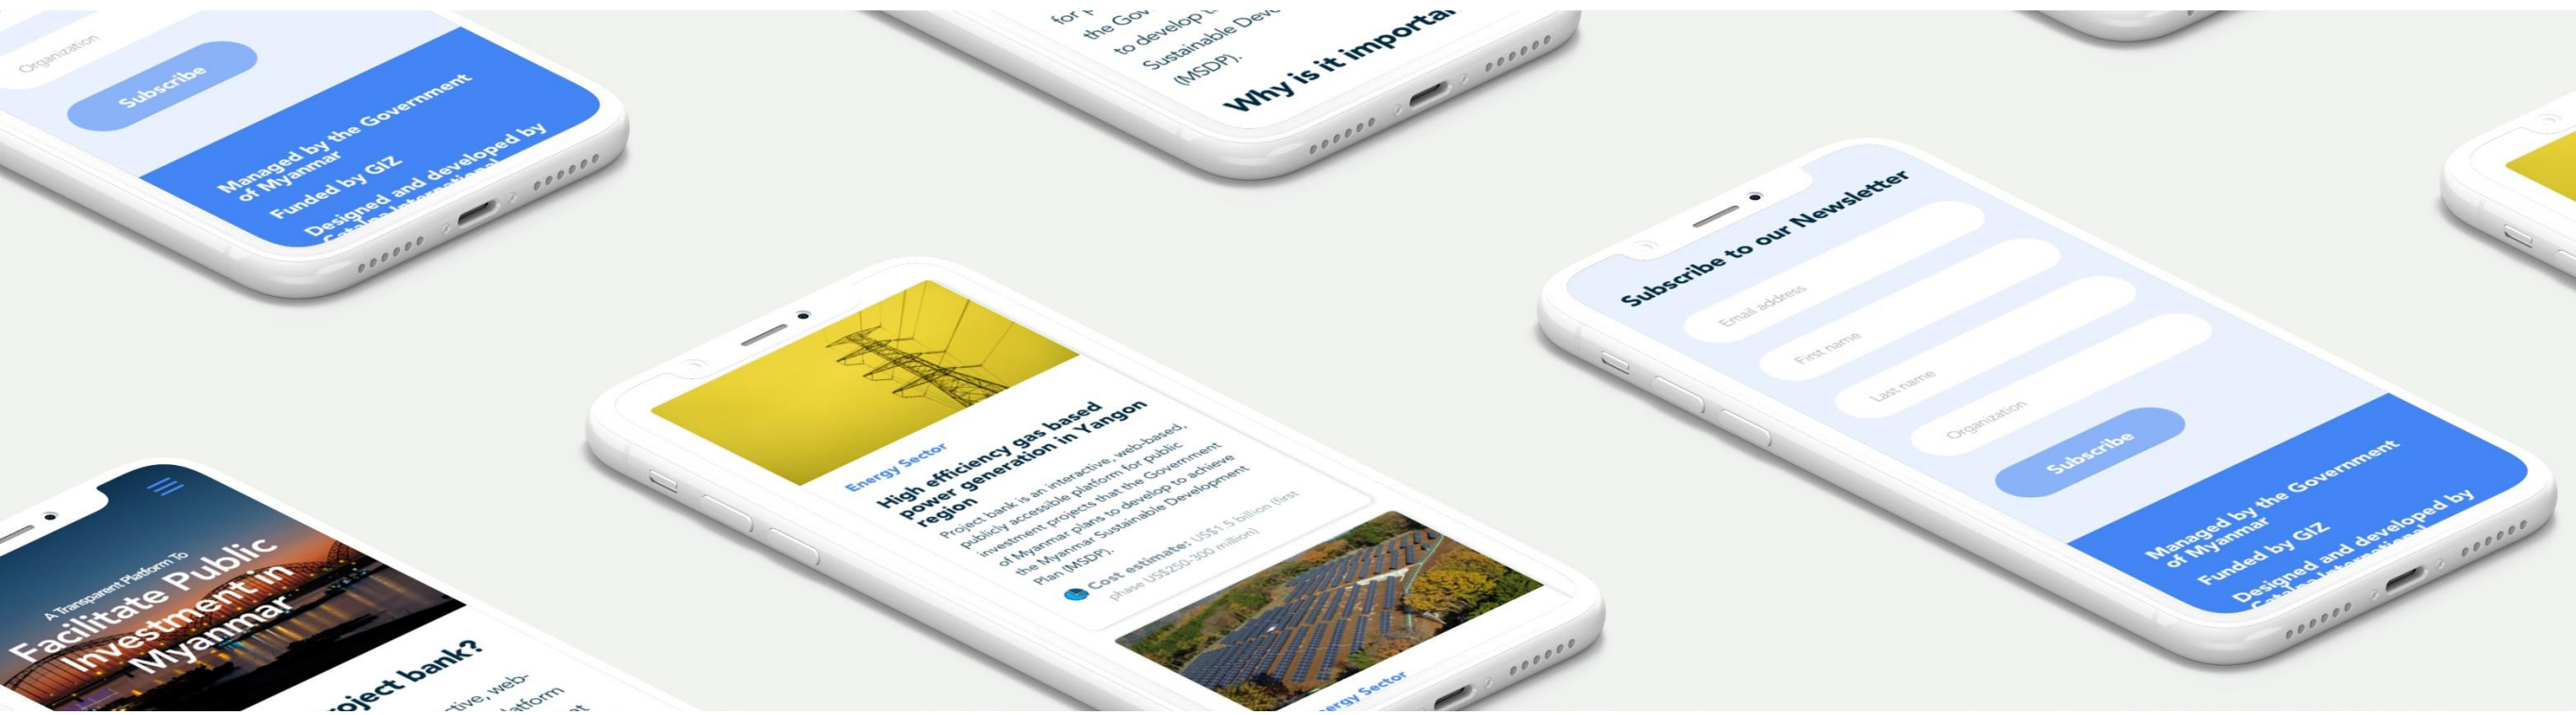 Organization
Subscribe
Managed by the Government
of Myanmar
Funded by GIZ
Designed and developed by
for
the Gov
to develop
Sustainable Deve
(MSDP).
Why is it importa
A Transparent Platform To
Facilitate Public
Investment in
Myanmar
oject bank?
ctive, web-
atform
Energy Sector
High efficiency gas based
power generation in Yangon
region
Project bank is an interactive, web-based,
publicly accessible platform for public
investment projects that the Government
of Myanmar plans to develop to achieve
the Myanmar Sustainable Development
Plan (MSDP).
Cost estimate: US$1.5 billion (first
phase US$250-300 million)
ergy Sector
Subscribe to our Newsletter
Email address
First name
Last name
Organization
Subscribe
Managed by the Government
of Myanmar
Funded by GIZ
Designed and developed by